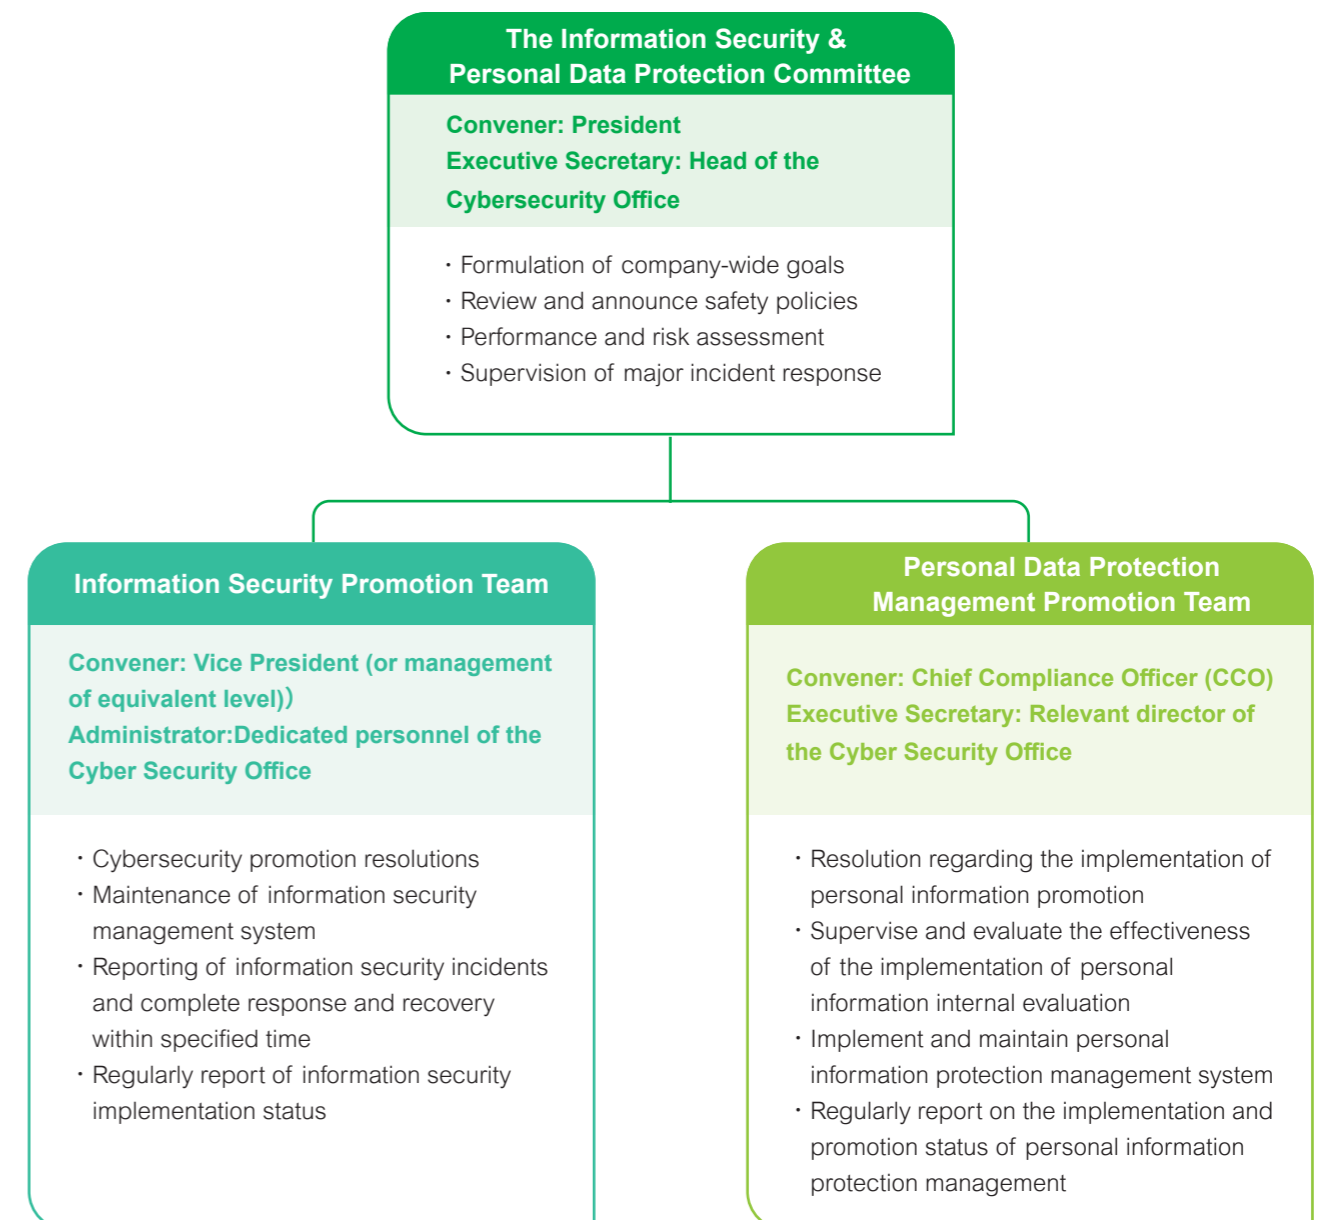 The Information Security &
Personal Data Protection Committee
Convener: President
Executive Secretary: Head of the
Cybersecurity Office
・Formulation of company-wide goals
・Review and announce safety policies
・Performance and risk assessment
・Supervision of major incident response
Information Security Promotion Team
Convener: Vice President (or management
of equivalent level)）
Administrator:Dedicated personnel of the
Cyber Security Office
・Cybersecurity promotion resolutions
・Maintenance of information security
management system
・Reporting of information security incidents
and complete response and recovery
within specified time
・Regularly report of information security
implementation status
Personal Data Protection
Management Promotion Team
Convener: Chief Compliance Officer (CCO)
Executive Secretary: Relevant director of
the Cyber Security Office
・Resolution regarding the implementation of
personal information promotion
・Supervise and evaluate the effectiveness
of the implementation of personal
information internal evaluation
・Implement and maintain personal
information protection management system
・Regularly report on the implementation and
promotion status of personal information
protection management